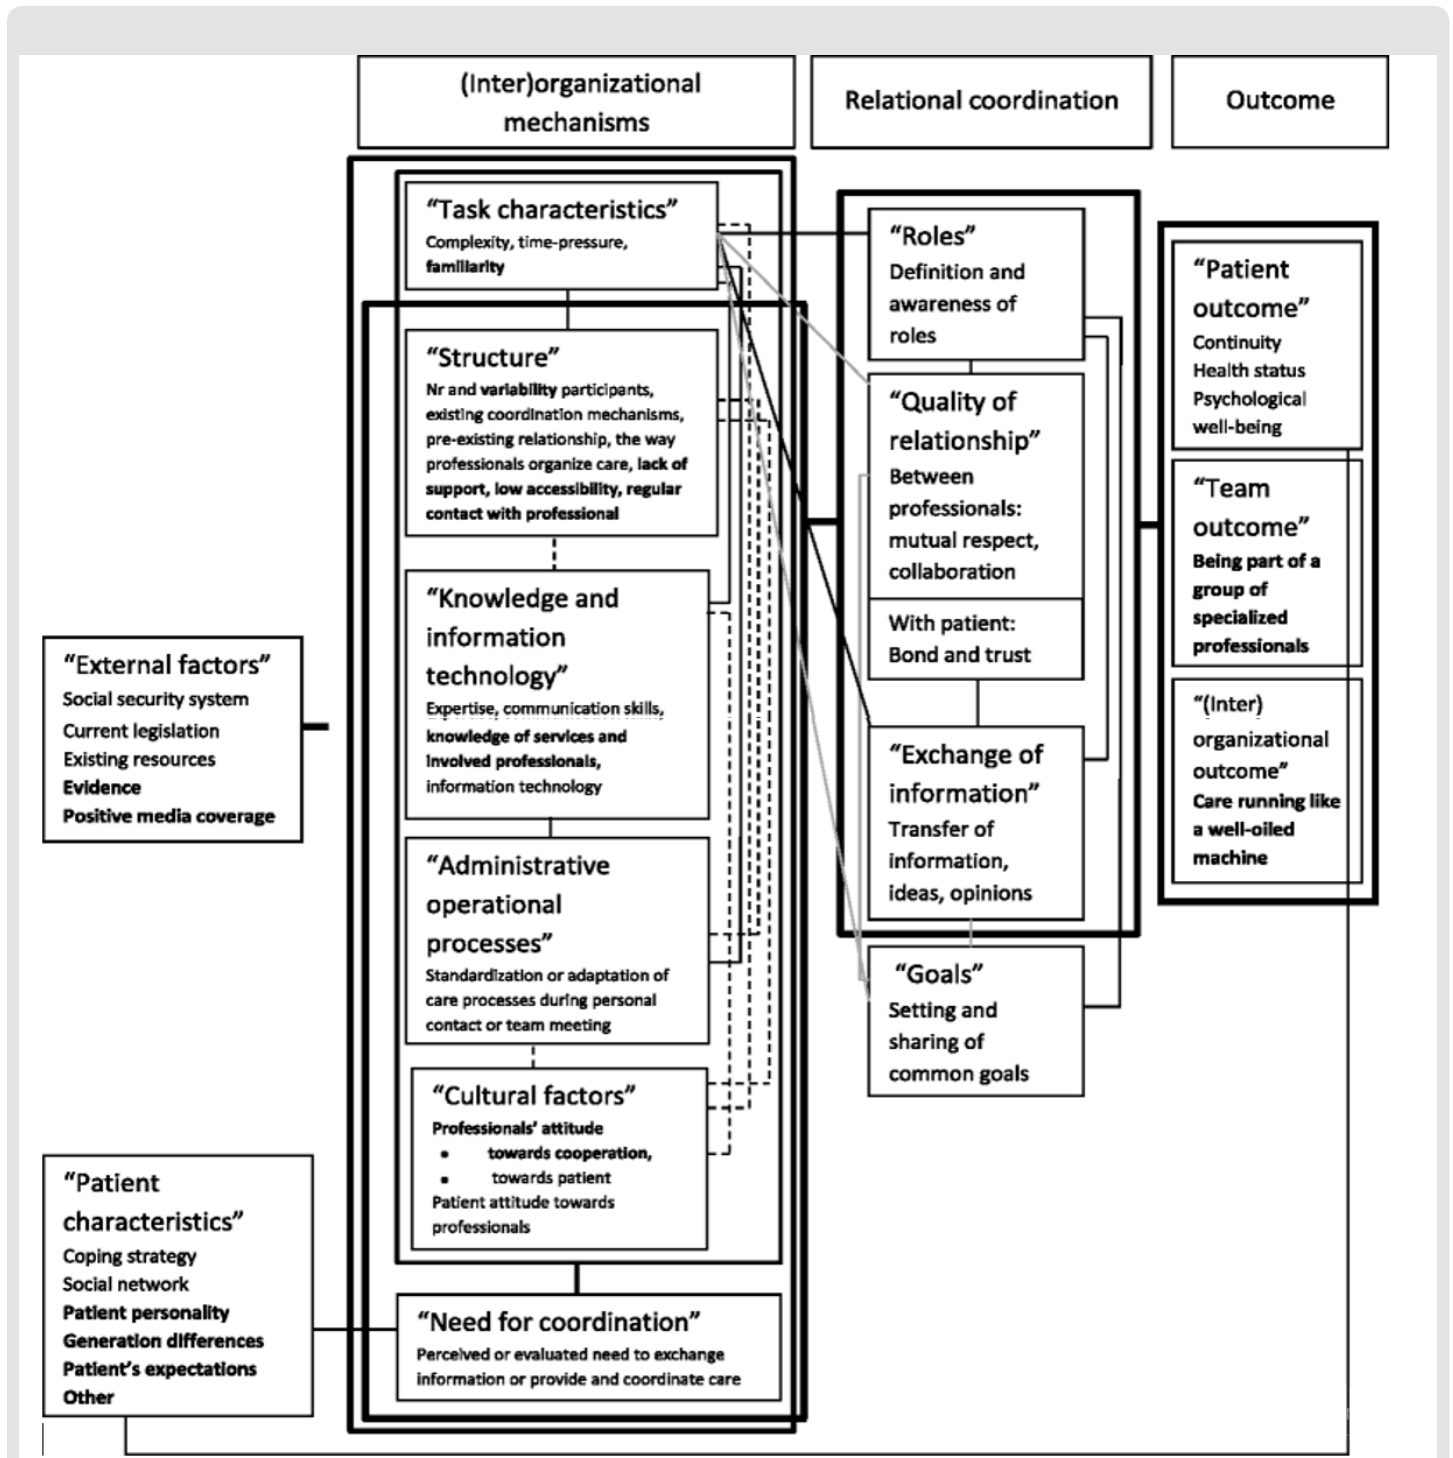 (Inter)organizational
mechanisms
Relational coordination
Outcome
“Task characteristics”
Complexity, time-pressure,
familiarity
“Structure”
Nr and variability participants,
existing coordination mechanisms,
pre-existing relationship, the way
professionals organize care, lack of
support, low accessibility, regular
contact with professional
“Knowledge and
information
technology”
Expertise, communication skills,
knowledge of services and
involved professionals,
information technology
“Administrative
operational
processes”
Standardization or adaptation of
care processes during personal
contact or team meeting
“Cultural factors”
Professionals’ attitude
• towards cooperation,
• towards patient
Patient attitude towards
professionals
“Need for coordination”
Perceived or evaluated need to exchange
information or provide and coordinate care
“External factors”
Social security system
Current legislation
Existing resources
Evidence
Positive media coverage
“Patient
characteristics”
Coping strategy
Social network
Patient personality
Generation differences
Patient’s expectations
Other
“Roles”
Definition and
awareness of
roles
“Quality of
relationship”
Between
professionals:
mutual respect,
collaboration
With patient:
Bond and trust
“Exchange of
information”
Transfer of
information,
ideas, opinions
“Goals”
Setting and
sharing of
common goals
“Patient
outcome”
Continuity
Health status
Psychological
well-being
“Team
outcome”
Being part of a
group of
specialized
professionals
“(Inter)
organizational
outcome”
Care running like
a well-oiled
machine